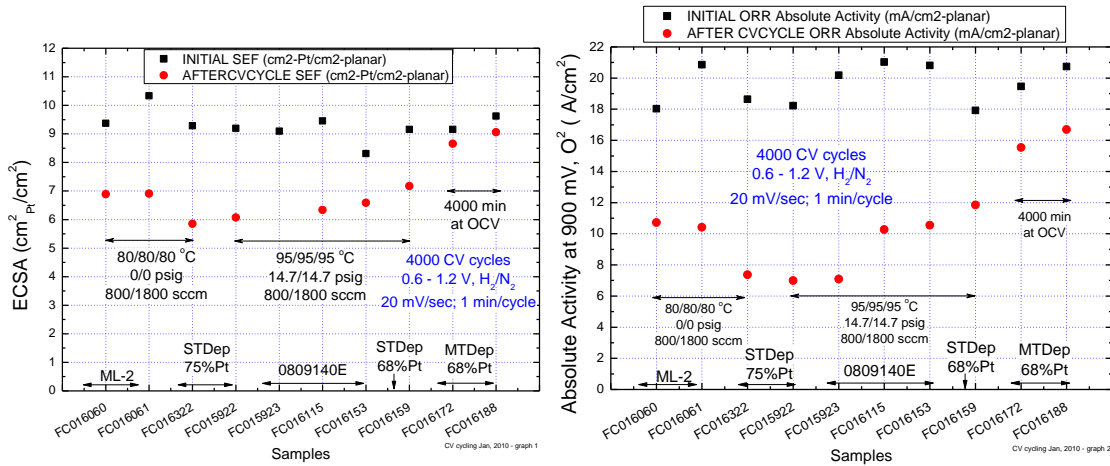 INITIAL SEF (cm2-Pt/cm2-planar)
AFTERCVCYCLE SEF (cm2-Pt/cm2-planar)
12
11
10
9
8
7
6
5
4
3
2
1
0
ECSA (cm²Pt/cm²)
4000 min
at OCV
80/80/80 °C
0/0 psig
800/1800 sccm
95/95/95 °C
14.7/14.7 psig
800/1800 sccm
4000 CV cycles
0.6 - 1.2 V, H₂/N₂
20 mV/sec; 1 min/cycle
ML-2
STDep
75%Pt
0809140E
STDep
68%Pt
MTDep
68%Pt
FC016060
FC016061
FC016322
FC015922
FC015923
FC016115
FC016153
FC016159
FC016172
FC016188
Samples
CV cycling Jan, 2010 - graph 1
INITIAL ORR Absolute Activity (mA/cm2-planar)
AFTER CVCYCLE ORR Absolute Activity (mA/cm2-planar)
22
20
18
16
14
12
10
8
6
4
2
0
Absolute Activity at 900 mV, O² ( A/cm²)
4000 CV cycles
0.6 - 1.2 V, H₂/N₂
20 mV/sec; 1 min/cycle
4000 min
at OCV
80/80/80 °C
0/0 psig
800/1800 sccm
95/95/95 °C
14.7/14.7 psig
800/1800 sccm
ML-2
STDep
75%Pt
0809140E
STDep
68%Pt
MTDep
68%Pt
FC016060
FC016061
FC016322
FC015922
FC015923
FC016115
FC016153
FC016159
FC016172
FC016188
Samples
CV cycling Jan, 2010 - graph 2